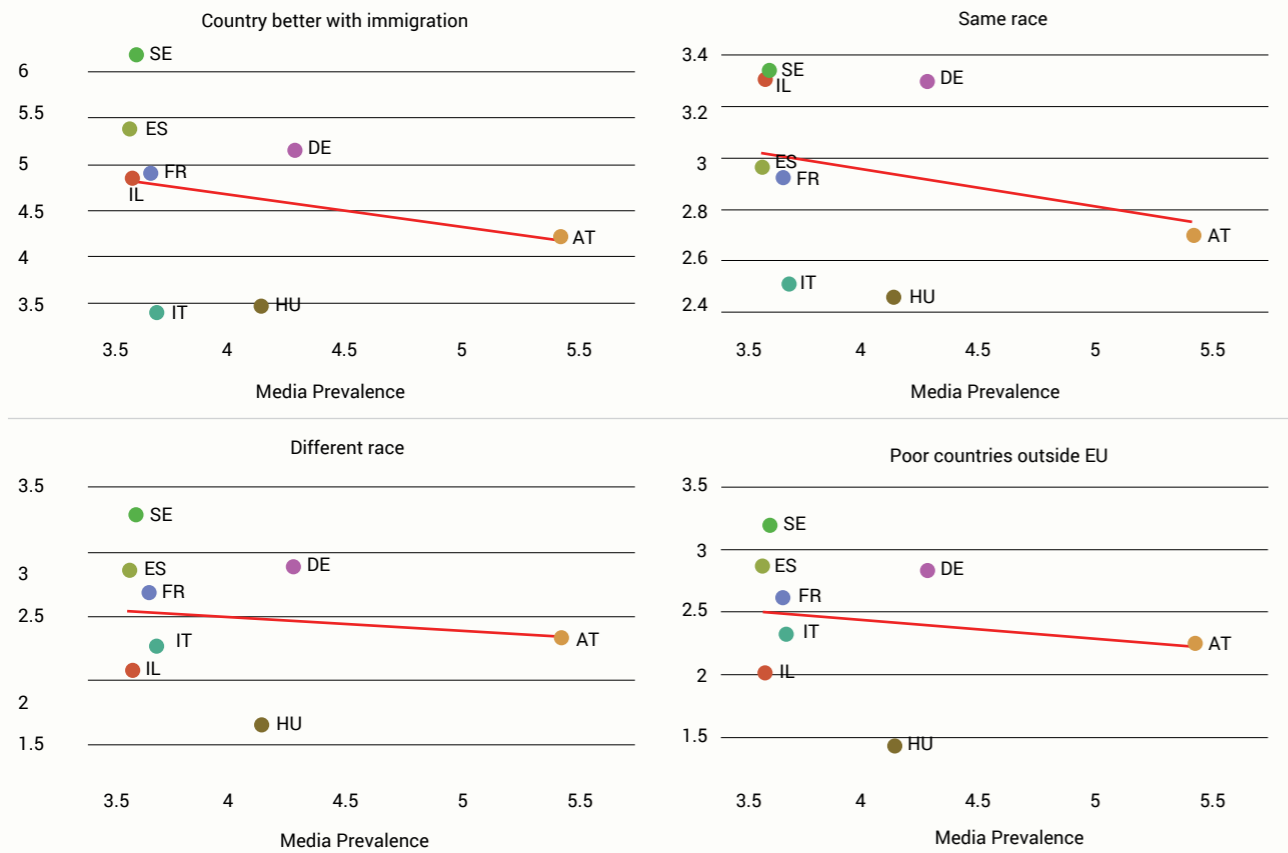 Country better with immigration
6
5.5
5
4.5
4
3.5
SE
ES
DE
FR
IL
AT
IT
HU
3.5 4 4.5 5 5.5
Media Prevalence
Same race
3.4
3.2
3
2.8
2.6
2.4
SE
IL
DE
ES
FR
AT
IT
HU
3.5 4 4.5 5 5.5
Media Prevalence
Different race
3.5
3
2.5
2
1.5
SE
ES
DE
FR
IT
AT
IL
HU
3.5 4 4.5 5 5.5
Media Prevalence
Poor countries outside EU
3.5
3
2.5
2
1.5
SE
ES
DE
FR
IT
AT
IL
HU
3.5 4 4.5 5 5.5
Media Prevalence